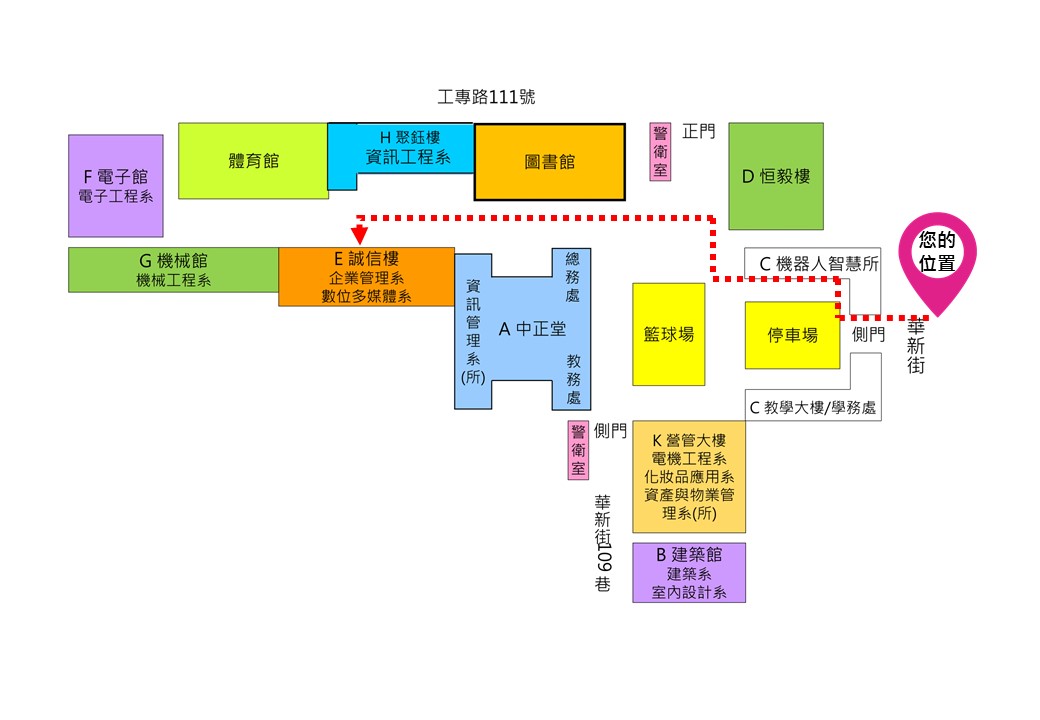 工專路111號
F 電子館
電子工程系
體育館
H 聚鈺樓
資訊工程系
圖書館
警衛室
正門
D 恒毅樓
您的
位置
G 機械館
機械工程系
E 誠信樓
企業管理系
數位多媒體系
資訊管理系(所)
A 中正堂
總務處
教務處
籃球場
C 機器人智慧所
停車場
側門
華新街
C 教學大樓/學務處
警衛室
側門
華新街109巷
K 營管大樓
電機工程系
化妝品應用系
資產與物業管
理系(所)
B 建築館
建築系
室內設計系